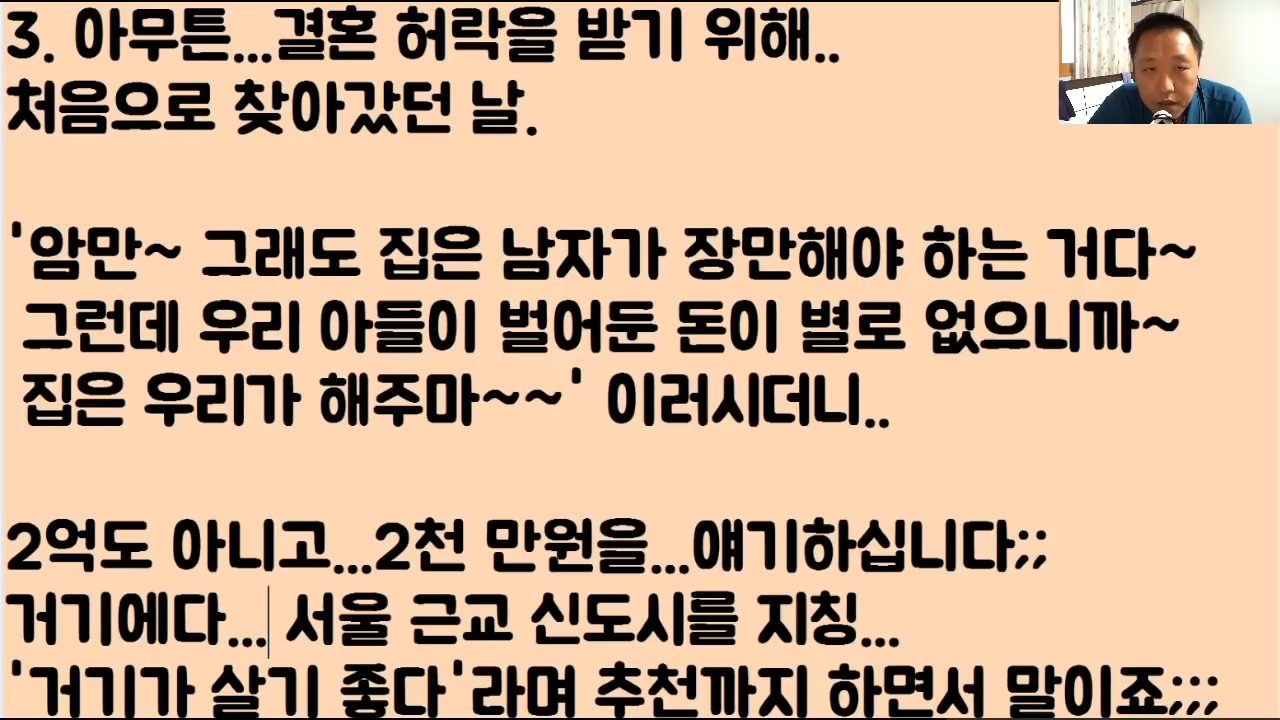 3. 아무튼...결혼 허락을 받기 위해..
처음으로 찾아갔던 날.
'암만~ 그래도 집은 남자가 장만해야 하는 거다~
그런데 우리 아들이 벌어둔 돈이 별로 없으니까~
집은 우리가 해주마~~' 이러시더니..
2억도 아니고...2천 만원을...얘기하십니다;;
거기에다... 서울 근교 신도시를 지칭...
'거기가 살기 좋다'라며 추천까지 하면서 말이죠;;;